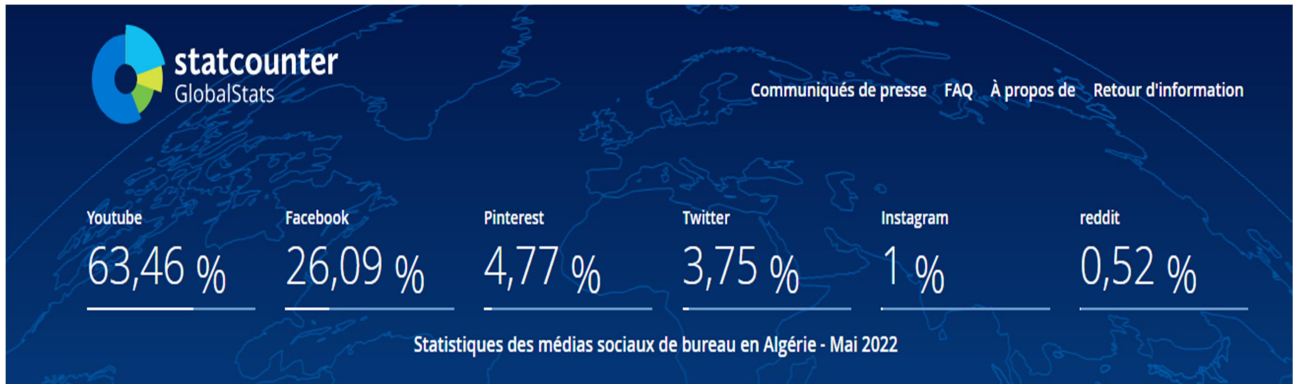 statcounter
GlobalStats
Communiqués de presse FAQ À propos de Retour d'information
Youtube Facebook Pinterest Twitter Instagram reddit
63,46 % 26,09 % 4,77 % 3,75 % 1 % 0,52 %
Statistiques des médias sociaux de bureau en Algérie - Mai 2022